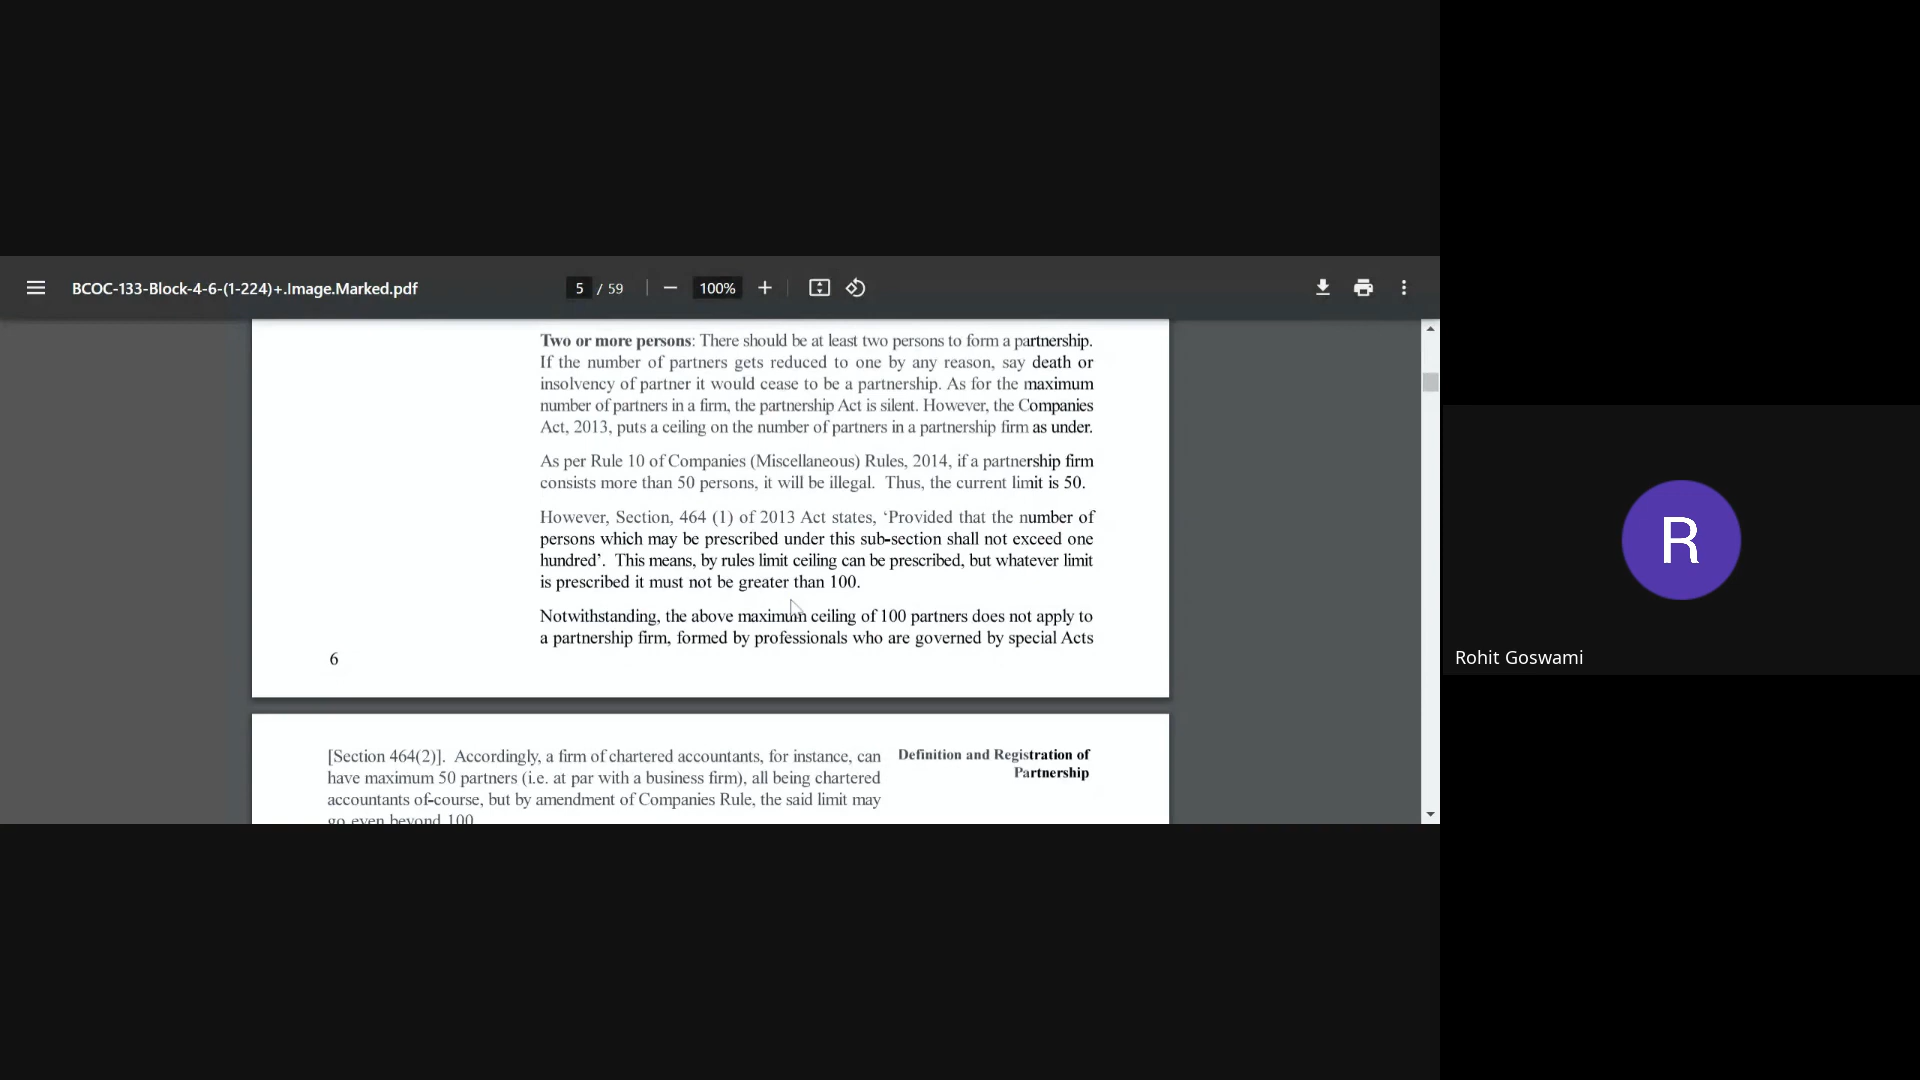 BCOC-133-Block-4-6-(1-224)+.Image.Marked.pdf
5 / 59
100%
Two or more persons: There should be at least two persons to form a partnership.
If the number of partners gets reduced to one by any reason, say death or
insolvency of partner it would cease to be a partnership. As for the maximum
number of partners in a firm, the partnership Act is silent. However, the Companies
Act, 2013, puts a ceiling on the number of partners in a partnership firm as under.
As per Rule 10 of Companies (Miscellaneous) Rules, 2014, if a partnership firm
consists more than 50 persons, it will be illegal. Thus, the current limit is 50.
However, Section, 464 (1) of 2013 Act states, ‘Provided that the number of
persons which may be prescribed under this sub-section shall not exceed one
hundred’. This means, by rules limit ceiling can be prescribed, but whatever limit
is prescribed it must not be greater than 100.
Notwithstanding, the above maximum ceiling of 100 partners does not apply to
a partnership firm, formed by professionals who are governed by special Acts
6
[Section 464(2)]. Accordingly, a firm of chartered accountants, for instance, can
have maximum 50 partners (i.e. at par with a business firm), all being chartered
accountants of-course, but by amendment of Companies Rule, the said limit may
go even beyond 100.
Definition and Registration of
Partnership
R
Rohit Goswami